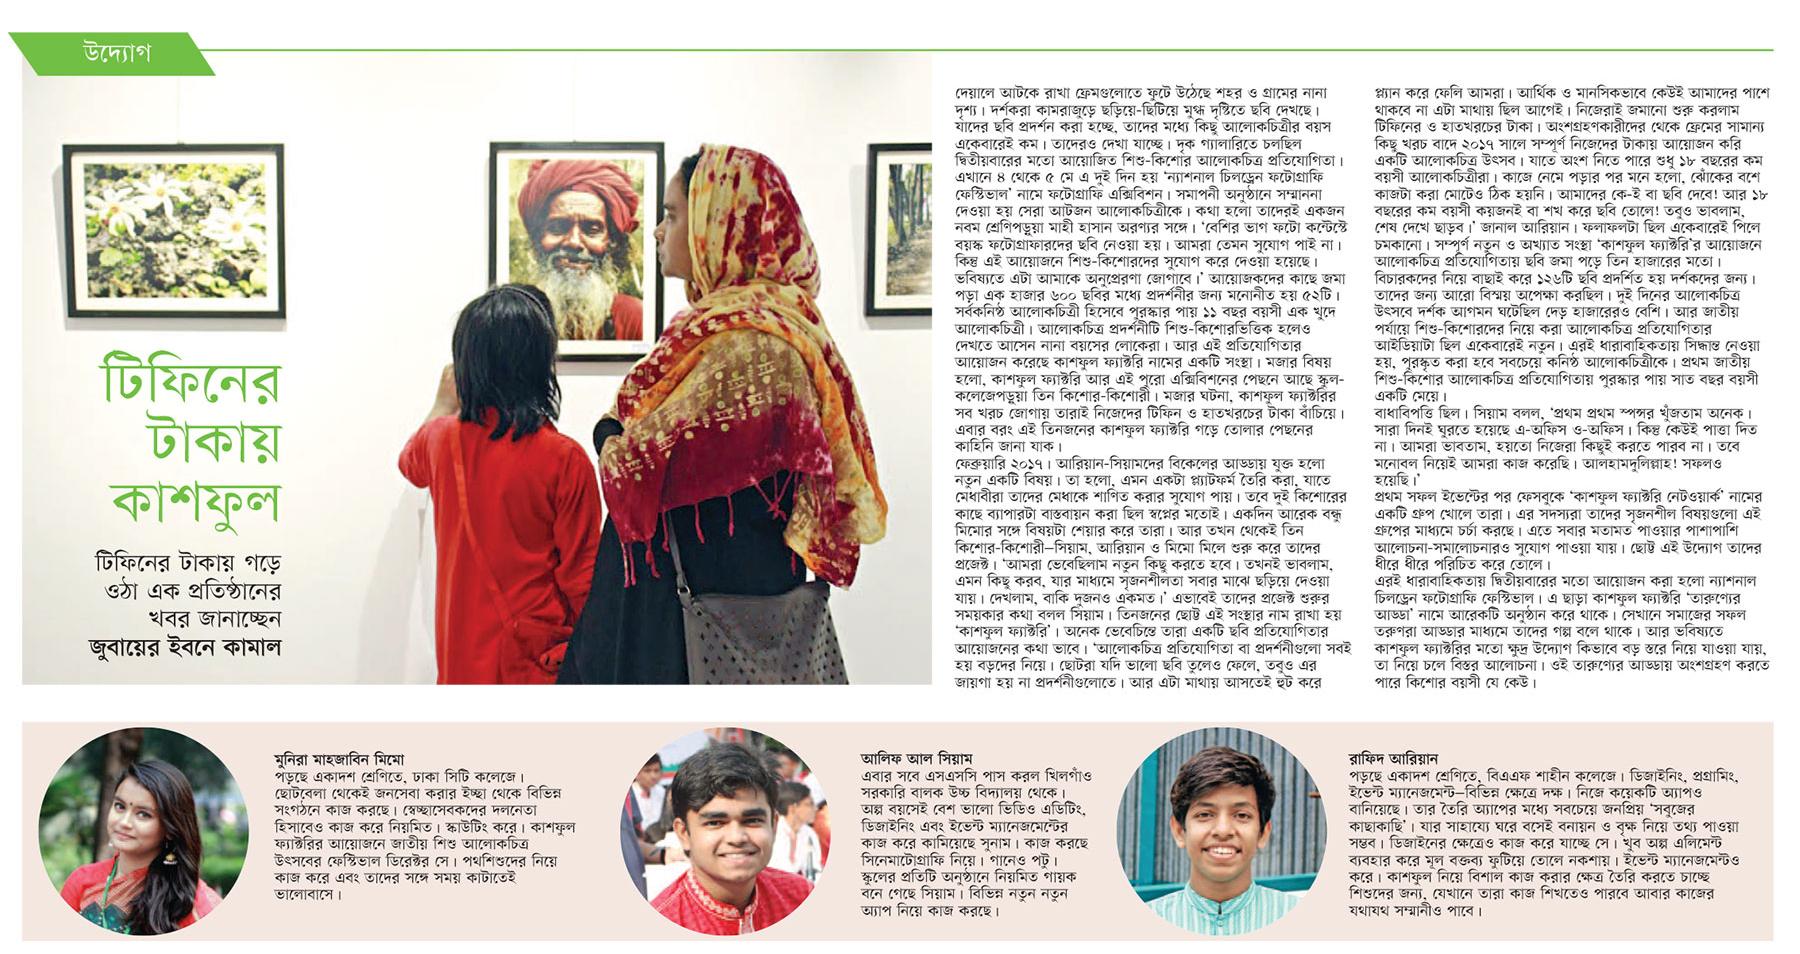 উদ্যোগ
টিফিনের
টাকায়
কাশফুল
টিফিনের টাকায় গড়ে
ওঠা এক প্রতিষ্ঠানের
খবর জানাচ্ছেন
জুবায়ের ইবনে কামাল
দেয়ালে আটকে রাখা ফ্রেমগুলোতে ফুটে উঠেছে শহর ও গ্রামের নানা
দৃশ্য। দর্শকরা কামরাজুড়ে ছড়িয়ে-ছিটিয়ে মুগ্ধ দৃষ্টিতে ছবি দেখছে।
যাদের ছবি প্রদর্শন করা হচ্ছে, তাদের মধ্যে কিছু আলোকচিত্রীর বয়স
একেবারেই কম। তাদেরও দেখা যাচ্ছে। দৃক গ্যালারিতে চলছিল
দ্বিতীয়বারের মতো আয়োজিত শিশু-কিশোর আলোকচিত্র প্রতিযোগিতা।
এখানে ৪ থেকে ৫ মে এ দুই দিন হয় ‘ন্যাশনাল চিলড্রেন ফটোগ্রাফি
ফেস্টিভাল’ নামে ফটোগ্রাফি এক্সিবিশন। সমাপনী অনুষ্ঠানে সম্মাননা
দেওয়া হয় সেরা আটজন আলোকচিত্রীকে। কথা হলো তাদেরই একজন
নবম শ্রেণিপড়ুয়া মাহী হাসান অরণ্যর সঙ্গে। ‘বেশির ভাগ ফটো কন্টেস্টে
বয়স্ক ফটোগ্রাফারদের ছবি নেওয়া হয়। আমরা তেমন সুযোগ পাই না।
কিন্তু এই আয়োজনে শিশু-কিশোরদের সুযোগ করে দেওয়া হয়েছে।
ভবিষ্যতে এটা আমাকে অনুপ্রেরণা জোগাবে।’ আয়োজকদের কাছে জমা
পড়া এক হাজার ৬০০ ছবির মধ্যে প্রদর্শনীর জন্য মনোনীত হয় ৫২টি।
সর্বকনিষ্ঠ আলোকচিত্রী হিসেবে পুরস্কার পায় ১১ বছর বয়সী এক খুদে
আলোকচিত্রী। আলোকচিত্র প্রদর্শনীটি শিশু-কিশোরভিত্তিক হলেও
দেখতে আসেন নানা বয়সের লোকেরা। আর এই প্রতিযোগিতার
আয়োজন করেছে কাশফুল ফ্যাক্টরি নামের একটি সংস্থা। মজার বিষয়
হলো, কাশফুল ফ্যাক্টরি আর এই পুরো এক্সিবিশনের পেছনে আছে স্কুল-
কলেজপড়ুয়া তিন কিশোর-কিশোরী। মজার ঘটনা, কাশফুল ফ্যাক্টরির
সব খরচ জোগায় তারাই নিজেদের টিফিন ও হাতখরচের টাকা বাঁচিয়ে।
এবার বরং এই তিনজনের কাশফুল ফ্যাক্টরি গড়ে তোলার পেছনের
কাহিনি জানা যাক।
ফেব্রুয়ারি ২০১৭। আরিয়ান-সিয়ামদের বিকেলের আড্ডায় যুক্ত হলো
নতুন একটি বিষয়। তা হলো, এমন একটা প্ল্যাটফর্ম তৈরি করা, যাতে
মেধাবীরা তাদের মেধাকে শাণিত করার সুযোগ পায়। তবে দুই কিশোরের
কাছে ব্যাপারটা বাস্তবায়ন করা ছিল স্বপ্নের মতোই। একদিন আরেক বন্ধু
মিমোর সঙ্গে বিষয়টা শেয়ার করে তারা। আর তখন থেকেই তিন
কিশোর-কিশোরী—সিয়াম, আরিয়ান ও মিমো মিলে শুরু করে তাদের
প্রজেক্ট। ‘আমরা ভেবেছিলাম নতুন কিছু করতে হবে। তখনই ভাবলাম,
এমন কিছু করব, যার মাধ্যমে সৃজনশীলতা সবার মাঝে ছড়িয়ে দেওয়া
যায়। দেখলাম, বাকি দুজনও একমত।’ এভাবেই তাদের প্রজেক্ট শুরুর
সময়কার কথা বলল সিয়াম। তিনজনের ছোট্ট এই সংস্থার নাম রাখা হয়
‘কাশফুল ফ্যাক্টরি’। অনেক ভেবেচিন্তে তারা একটি ছবি প্রতিযোগিতার
আয়োজনের কথা ভাবে। ‘আলোকচিত্র প্রতিযোগিতা বা প্রদর্শনীগুলো সবই
হয় বড়দের নিয়ে। ছোটরা যদি ভালো ছবি তুলেও ফেলে, তবুও এর
জায়গা হয় না প্রদর্শনীগুলোতে। আর এটা মাথায় আসতেই হুট করে
প্ল্যান করে ফেলি আমরা। আর্থিক ও মানসিকভাবে কেউই আমাদের পাশে
থাকবে না এটা মাথায় ছিল আগেই। নিজেরাই জমানো শুরু করলাম
টিফিনের ও হাতখরচের টাকা। অংশগ্রহণকারীদের থেকে ফ্রেমের সামান্য
কিছু খরচ বাদে ২০১৭ সালে সম্পূর্ণ নিজেদের টাকায় আয়োজন করি
একটি আলোকচিত্র উৎসব। যাতে অংশ নিতে পারে শুধু ১৮ বছরের কম
বয়সী আলোকচিত্রীরা। কাজে নেমে পড়ার পর মনে হলো, ঝোঁকের বশে
কাজটা করা মোটেও ঠিক হয়নি। আমাদের কে-ই বা ছবি দেবে! আর ১৮
বছরের কম বয়সী কয়জনই বা শখ করে ছবি তোলে! তবুও ভাবলাম,
শেষ দেখে ছাড়ব।’ জানাল আরিয়ান। ফলাফলটা ছিল একেবারেই পিলে
চমকানো। সম্পূর্ণ নতুন ও অখ্যাত সংস্থা ‘কাশফুল ফ্যাক্টরি’র আয়োজনে
আলোকচিত্র প্রতিযোগিতায় ছবি জমা পড়ে তিন হাজারের মতো।
বিচারকদের নিয়ে বাছাই করে ১২৬টি ছবি প্রদর্শিত হয় দর্শকদের জন্য।
তাদের জন্য আরো বিস্ময় অপেক্ষা করছিল। দুই দিনের আলোকচিত্র
উৎসবে দর্শক আগমন ঘটেছিল দেড় হাজারেরও বেশি। আর জাতীয়
পর্যায়ে শিশু-কিশোরদের নিয়ে করা আলোকচিত্র প্রতিযোগিতার
আইডিয়াটা ছিল একেবারেই নতুন। এরই ধারাবাহিকতায় সিদ্ধান্ত নেওয়া
হয়, পুরস্কৃত করা হবে সবচেয়ে কনিষ্ঠ আলোকচিত্রীকে। প্রথম জাতীয়
শিশু-কিশোর আলোকচিত্র প্রতিযোগিতায় পুরস্কার পায় সাত বছর বয়সী
একটি মেয়ে।
বাধাবিপত্তি ছিল। সিয়াম বলল, ‘প্রথম প্রথম স্পন্সর খুঁজতাম অনেক।
সারা দিনই ঘুরতে হয়েছে এ-অফিস ও-অফিস। কিন্তু কেউই পাত্তা দিত
না। আমরা ভাবতাম, হয়তো নিজেরা কিছুই করতে পারব না। তবে
মনোবল নিয়েই আমরা কাজ করেছি। আলহামদুলিল্লাহ! সফলও
হয়েছি।’
প্রথম সফল ইভেন্টের পর ফেসবুকে ‘কাশফুল ফ্যাক্টরি নেটওয়ার্ক’ নামের
একটি গ্রুপ খোলে তারা। এর সদস্যরা তাদের সৃজনশীল বিষয়গুলো এই
গ্রুপের মাধ্যমে চর্চা করছে। এতে সবার মতামত পাওয়ার পাশাপাশি
আলোচনা-সমালোচনারও সুযোগ পাওয়া যায়। ছোট্ট এই উদ্যোগ তাদের
ধীরে ধীরে পরিচিত করে তোলে।
এরই ধারাবাহিকতায় দ্বিতীয়বারের মতো আয়োজন করা হলো ন্যাশনাল
চিলড্রেন ফটোগ্রাফি ফেস্টিভাল। এ ছাড়া কাশফুল ফ্যাক্টরি ‘তারুণ্যের
আড্ডা’ নামে আরেকটি অনুষ্ঠান করে থাকে। সেখানে সমাজের সফল
তরুণরা আড্ডার মাধ্যমে তাদের গল্প বলে থাকে। আর ভবিষ্যতে
কাশফুল ফ্যাক্টরির মতো ক্ষুদ্র উদ্যোগ কিভাবে বড় স্তরে নিয়ে যাওয়া যায়,
তা নিয়ে চলে বিস্তর আলোচনা। ওই তারুণ্যের আড্ডায় অংশগ্রহণ করতে
পারে কিশোর বয়সী যে কেউ।
মুনিরা মাহজাবিন মিমো
পড়ছে একাদশ শ্রেণিতে, ঢাকা সিটি কলেজে।
ছোটবেলা থেকেই জনসেবা করার ইচ্ছা থেকে বিভিন্ন
সংগঠনে কাজ করছে। স্বেচ্ছাসেবকদের দলনেতা
হিসাবেও কাজ করে নিয়মিত। স্কাউটিং করে। কাশফুল
ফ্যাক্টরির আয়োজনে জাতীয় শিশু আলোকচিত্র
উৎসবের ফেস্টিভাল ডিরেক্টর সে। পথশিশুদের নিয়ে
কাজ করে এবং তাদের সঙ্গে সময় কাটাতেই
ভালোবাসে।
আলিফ আল সিয়াম
এবার সবে এসএসসি পাস করল খিলগাঁও
সরকারি বালক উচ্চ বিদ্যালয় থেকে।
অল্প বয়সেই বেশ ভালো ভিডিও এডিটিং,
ডিজাইনিং এবং ইভেন্ট ম্যানেজমেন্টের
কাজ করে কামিয়েছে সুনাম। কাজ করছে
সিনেমাটোগ্রাফি নিয়ে। গানেও পটু।
স্কুলের প্রতিটি অনুষ্ঠানে নিয়মিত গায়ক
বনে গেছে সিয়াম। বিভিন্ন নতুন নতুন
অ্যাপ নিয়ে কাজ করছে।
রাফিদ আরিয়ান
পড়ছে একাদশ শ্রেণিতে, বিএএফ শাহীন কলেজে। ডিজাইনিং, প্রগ্রামিং,
ইভেন্ট ম্যানেজমেন্ট—বিভিন্ন ক্ষেত্রে দক্ষ। নিজে কয়েকটি অ্যাপও
বানিয়েছে। তার তৈরি অ্যাপের মধ্যে সবচেয়ে জনপ্রিয় ‘সবুজের
কাছাকাছি’। যার সাহায্যে ঘরে বসেই বনায়ন ও বৃক্ষ নিয়ে তথ্য পাওয়া
সম্ভব। ডিজাইনের ক্ষেত্রেও কাজ করে যাচ্ছে সে। খুব অল্প এলিমেন্ট
ব্যবহার করে মূল বক্তব্য ফুটিয়ে তোলে নকশায়। ইভেন্ট ম্যানেজমেন্টও
করে। কাশফুল নিয়ে বিশাল কাজ করার ক্ষেত্র তৈরি করতে চাচ্ছে
শিশুদের জন্য, যেখানে তারা কাজ শিখতেও পারবে আবার কাজের
যথাযথ সম্মানীও পাবে।